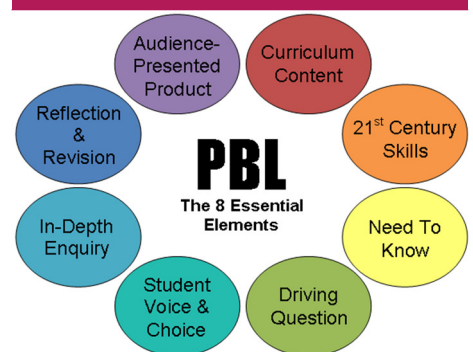 Audience-
Presented
Product
Curriculum
Content
Reflection
&
Revision
21st Century
Skills
PBL
The 8 Essential
Elements
In-Depth
Enquiry
Need To
Know
Student
Voice &
Choice
Driving
Question